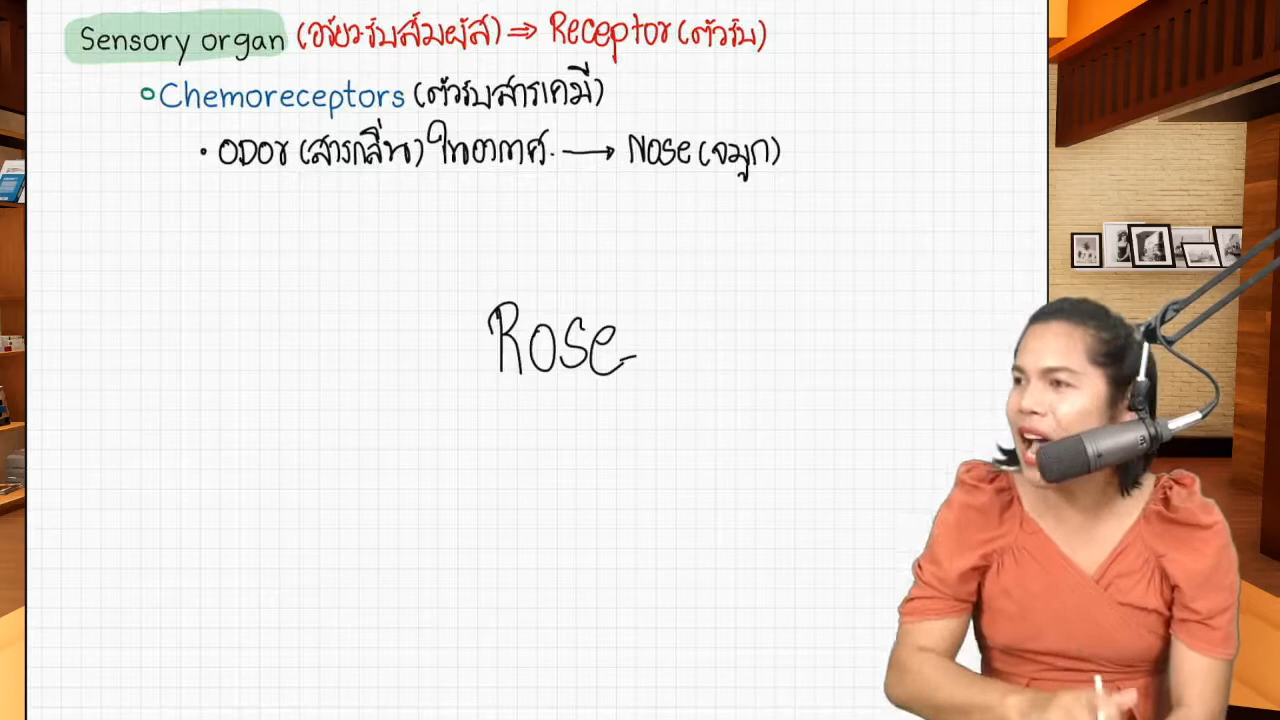 Sensory organ (อวัยวะรับสัมผัส) ⇒ Receptor (ตัวรับ)
Chemoreceptors (ตัวรับสารเคมี)
• ODOR (สารกลิ่น) ในอากาศ. → Nose (จมูก)
Rose